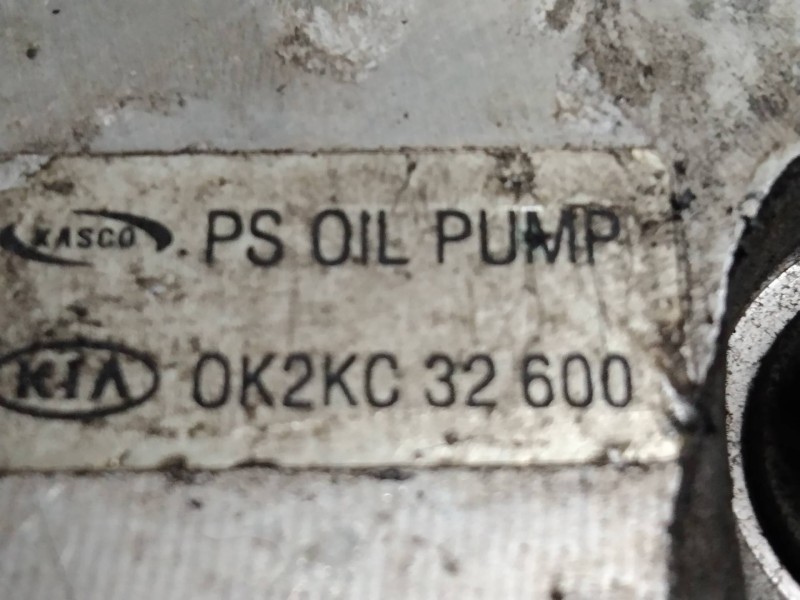 KASCO PS OIL PUMP
KIA 0K2KC 32 600